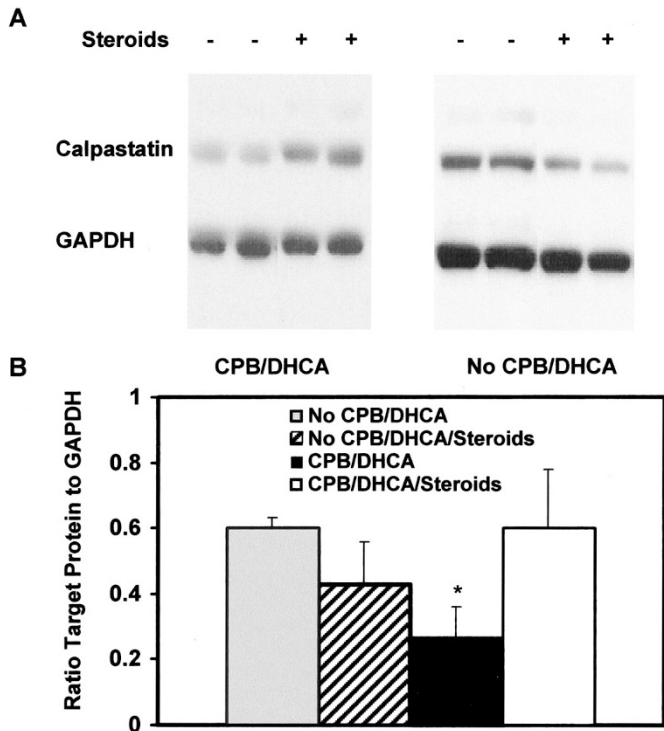 A
Steroids - - + + - - + +
Calpastatin
GAPDH
CPB/DHCA No CPB/DHCA
B
Ratio Target Protein to GAPDH
1
0.8
0.6
0.4
0.2
0
No CPB/DHCA
No CPB/DHCA/Steroids
CPB/DHCA
CPB/DHCA/Steroids
*